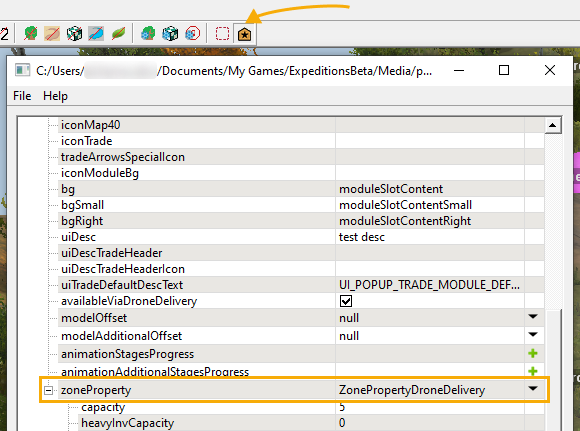 2
C:/Users/ /Documents/My Games/ExpeditionsBeta/Media/p...
File Help
iconMap40
iconTrade
tradeArrowsSpecialIcon
iconModuleBg
bg moduleSlotContent
bgSmall moduleSlotContentSmall
bgRight moduleSlotContentRight
uiDesc test desc
uiDescTradeHeader
uiDescTradeHeaderIcon
uiTradeDefaultDescText UI_POPUP_TRADE_MODULE_DEF...
availableViaDroneDelivery
modelOffset null
modelAdditionalOffset null
animationStagesProgress
animationAdditionalStagesProgress
zoneProperty ZonePropertyDroneDelivery
capacity 5
heavyInvCapacity 0